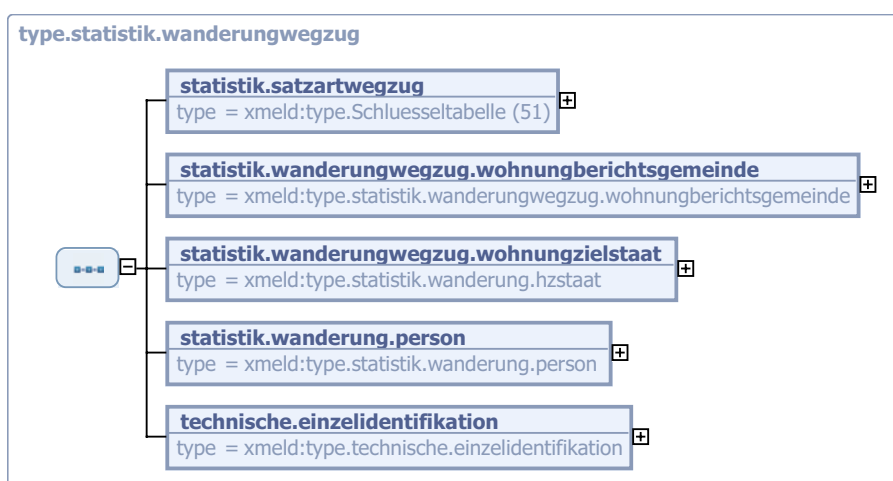 type.statistik.wanderungwegzug
statistik.satzartwegzug
type = xmeld:type.Schluesseltabelle (51)
statistik.wanderungwegzug.wohnungberichtsgemeinde
type = xmeld:type.statistik.wanderungwegzug.wohnungberichtsgemeinde
statistik.wanderungwegzug.wohnungzielstaat
type = xmeld:type.statistik.wanderung.hzstaat
statistik.wanderung.person
type = xmeld:type.statistik.wanderung.person
technische.einzelidentifikation
type = xmeld:type.technische.einzelidentifikation